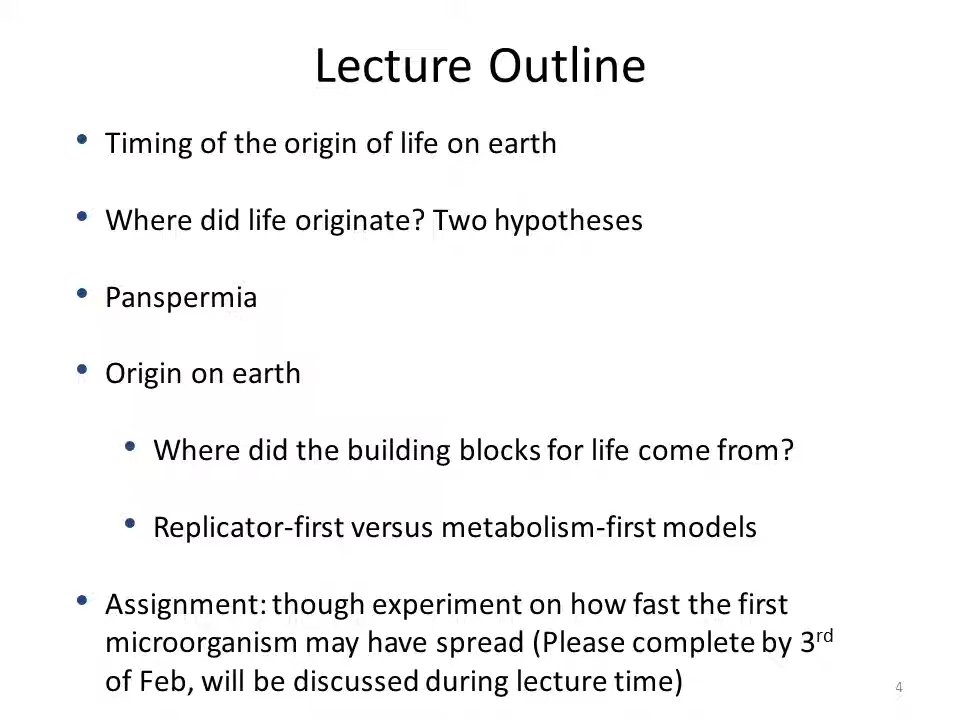 Lecture Outline
• Timing of the origin of life on earth
• Where did life originate? Two hypotheses
• Panspermia
• Origin on earth
• Where did the building blocks for life come from?
• Replicator-first versus metabolism-first models
• Assignment: though experiment on how fast the first
microorganism may have spread (Please complete by 3rd
of Feb, will be discussed during lecture time)
4